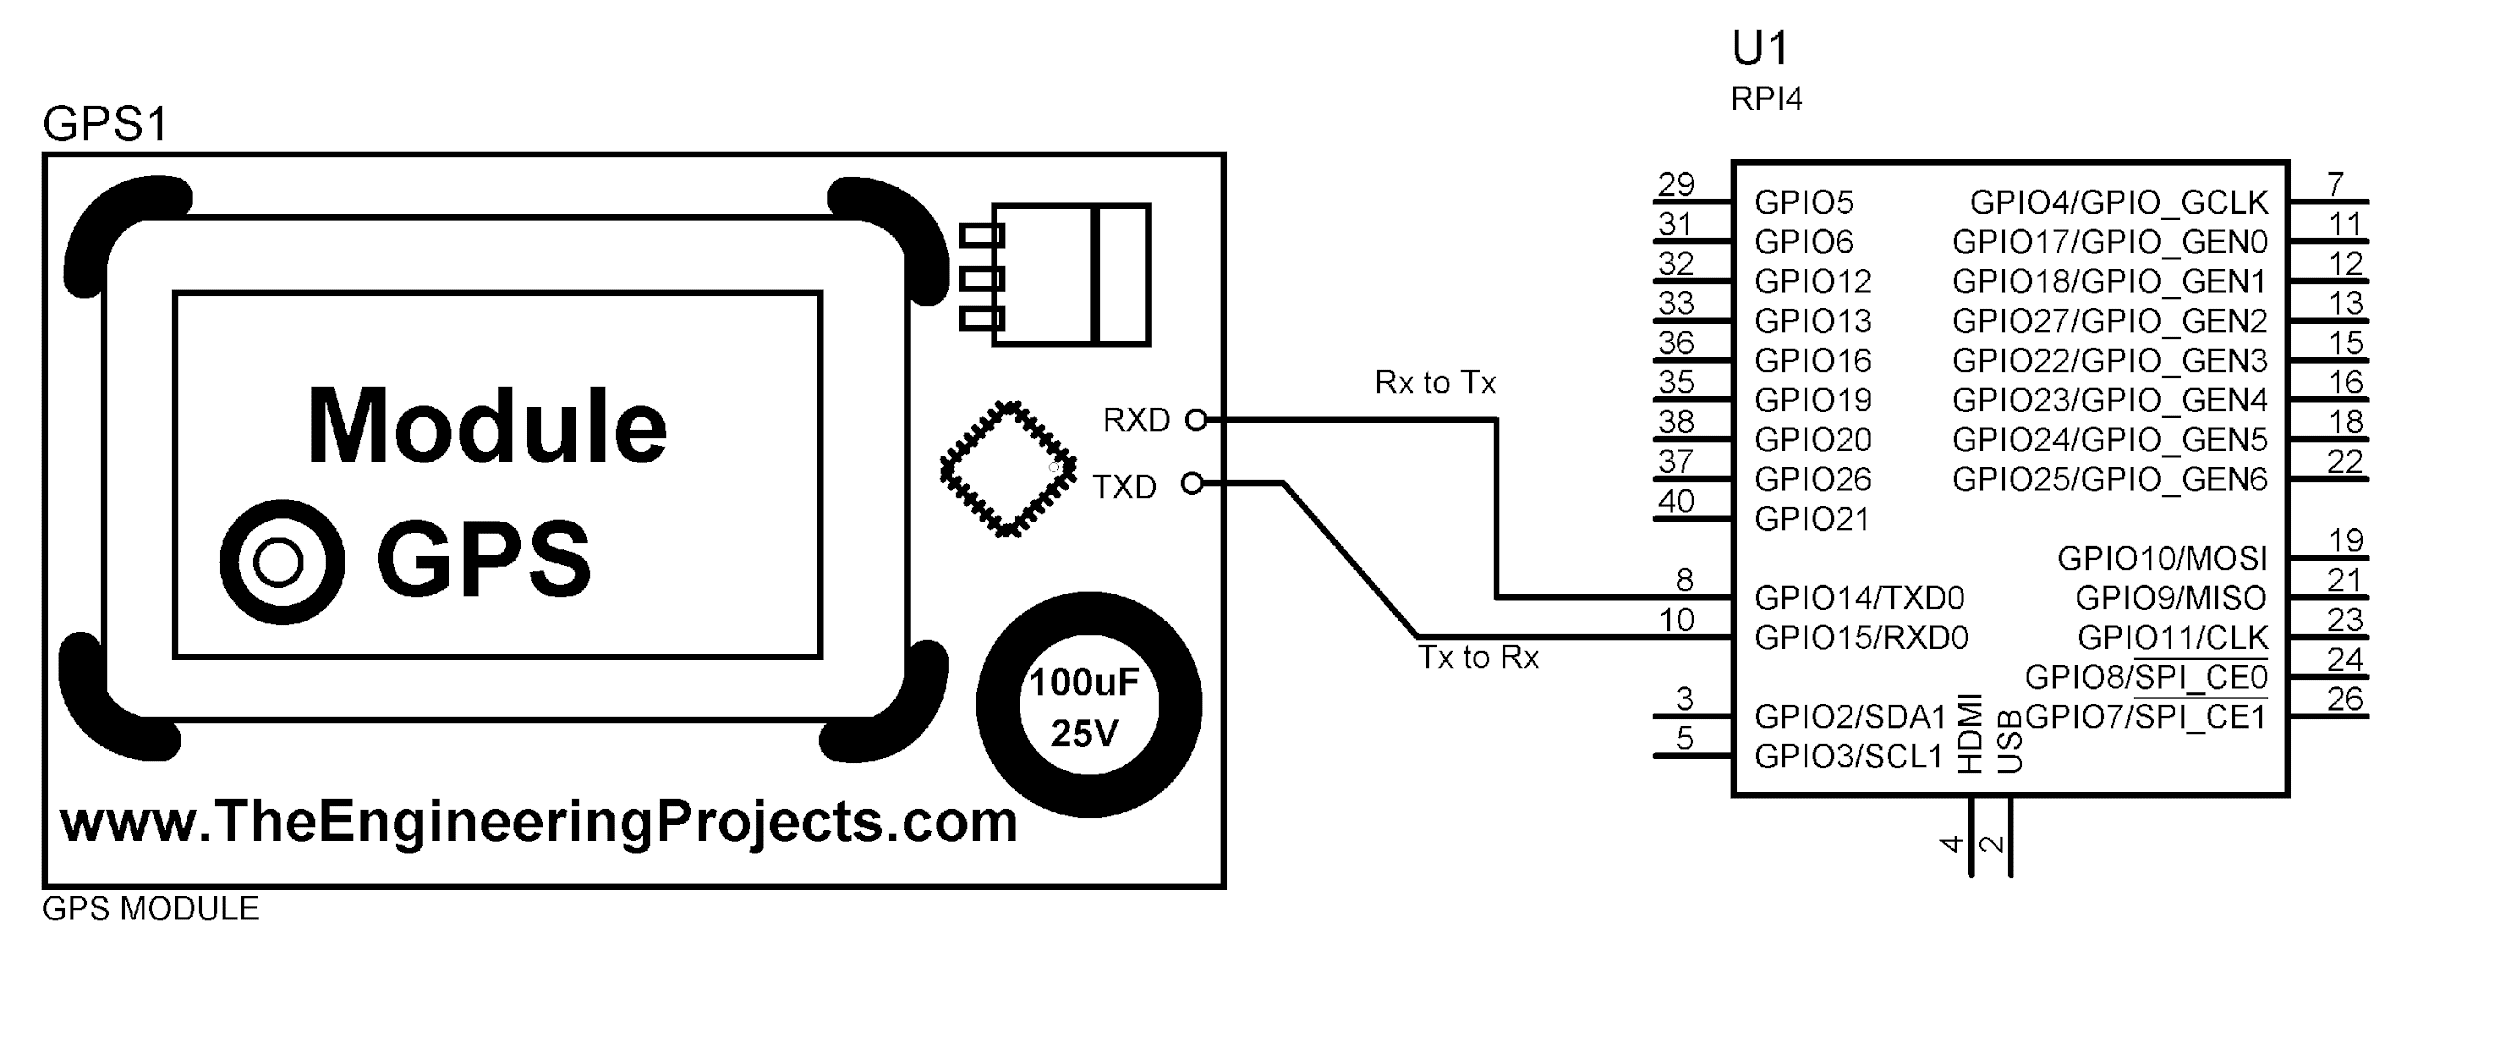 U1
RPI4
GPS1
Module
GPS
RXD
TXD
100uF
25V
www.TheEngineeringProjects.com
GPS MODULE
Rx to Tx
Tx to Rx
29 GPIO5
31 GPIO6
32 GPIO12
33 GPIO13
36 GPIO16
35 GPIO19
38 GPIO20
37 GPIO26
40 GPIO21
8 GPIO14/TXD0
10 GPIO15/RXD0
3 GPIO2/SDA1
5 GPIO3/SCL1
GPIO4/GPIO_GCLK 7
GPIO17/GPIO_GEN0 11
GPIO18/GPIO_GEN1 12
GPIO27/GPIO_GEN2 13
GPIO22/GPIO_GEN3 15
GPIO23/GPIO_GEN4 16
GPIO24/GPIO_GEN5 18
GPIO25/GPIO_GEN6 22
GPIO10/MOSI 19
GPIO9/MISO 21
GPIO11/CLK 23
GPIO8/SPI_CE0 24
GPIO7/SPI_CE1 26
HDMI 4
USB 2